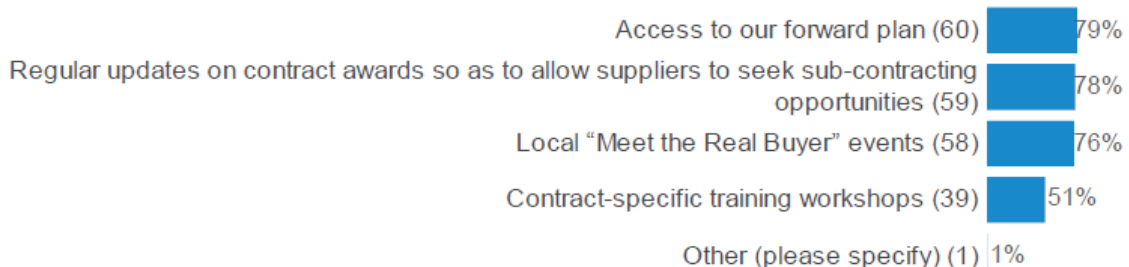 Access to our forward plan (60) 79%
Regular updates on contract awards so as to allow suppliers to seek sub-contracting
opportunities (59) 78%
Local “Meet the Real Buyer” events (58) 76%
Contract-specific training workshops (39) 51%
Other (please specify) (1) 1%